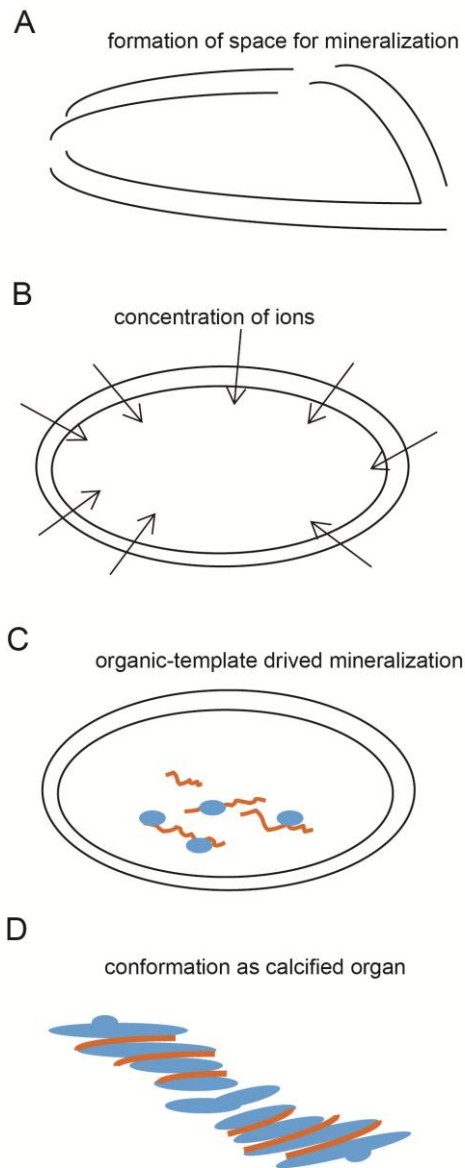 A
formation of space for mineralization
B
concentration of ions
C
organic-template drived mineralization
D
conformation as calcified organ